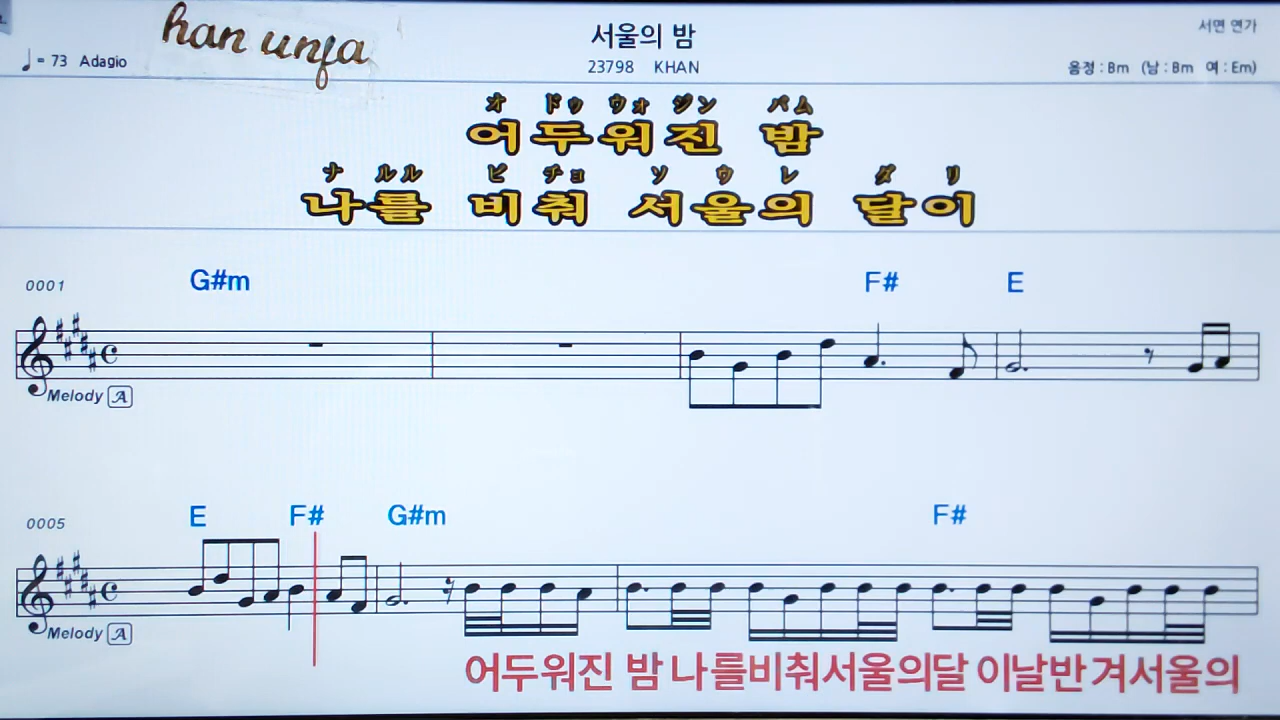 han unfa
서울의 밤
서면 연가
♩= 73 Adagio
23798 KHAN
음정 : Bm (남 : Bm 여 : Em)
オ ドゥ ウォ ジン パム
어두워진 밤
ナ ルル ピ チョ ソ ウ レ ダ リ
나를 비춰 서울의 달이
0001 G#m F# E
Melody A
0005 E F# G#m F#
Melody A
어두워진 밤 나를비춰서울의달 이날반겨서울의